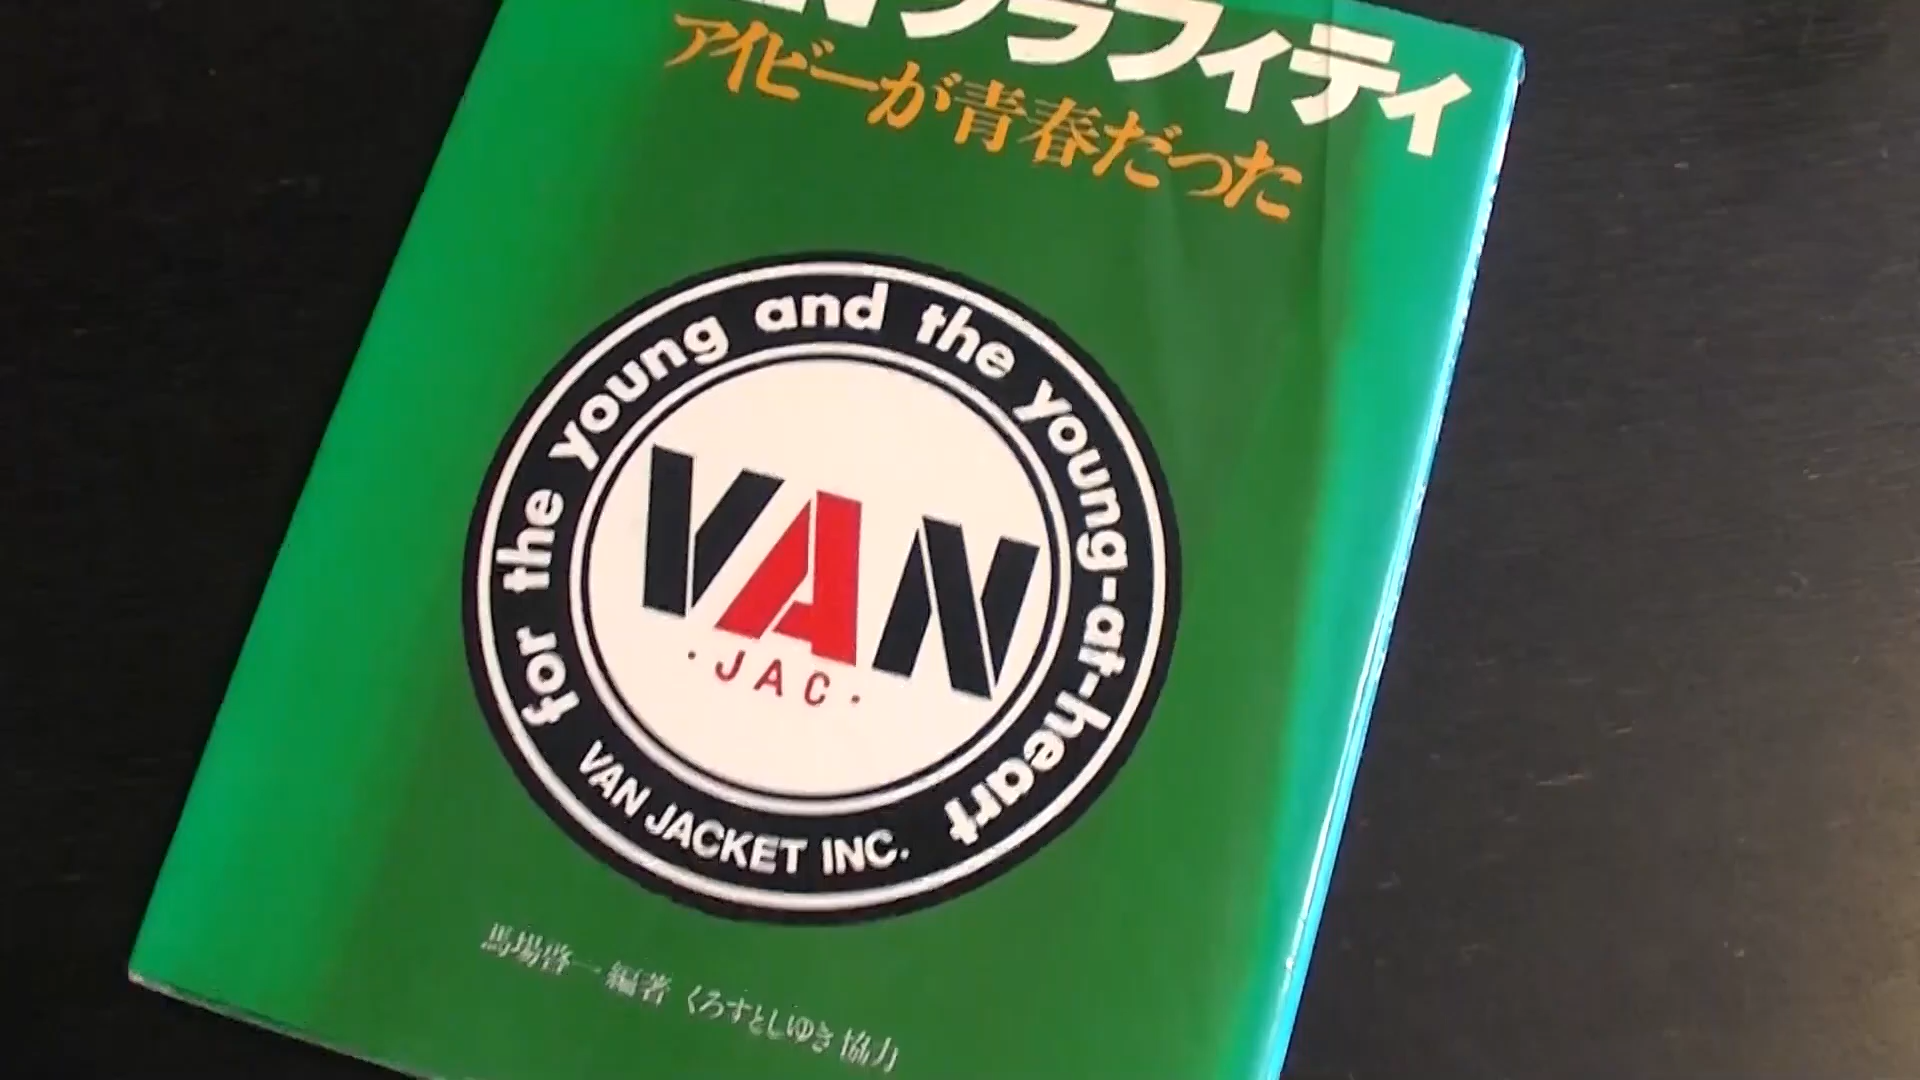 Nグラフィティ
アイビーが青春だった
for the young and the young-at-heart
VAN
・JAC・
VAN JACKET INC.
馬場啓一 編著 くろすとしゆき 協力